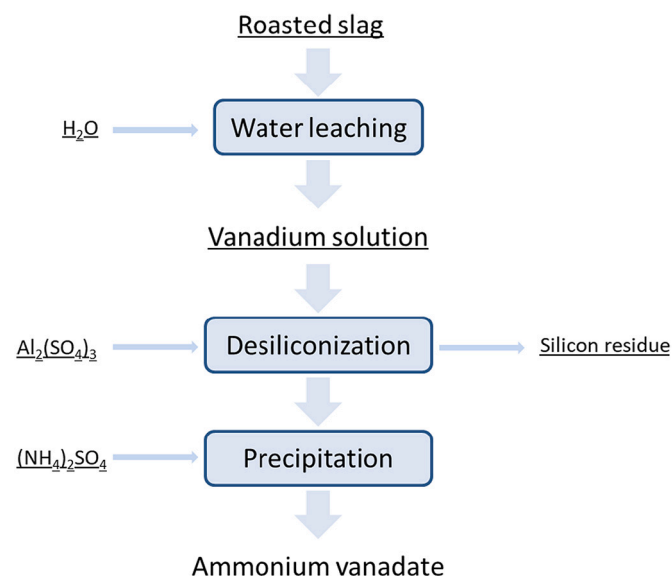 Roasted slag
H₂O
Water leaching
Vanadium solution
Al₂(SO₄)₃
Desiliconization
Silicon residue
(NH₄)₂SO₄
Precipitation
Ammonium vanadate